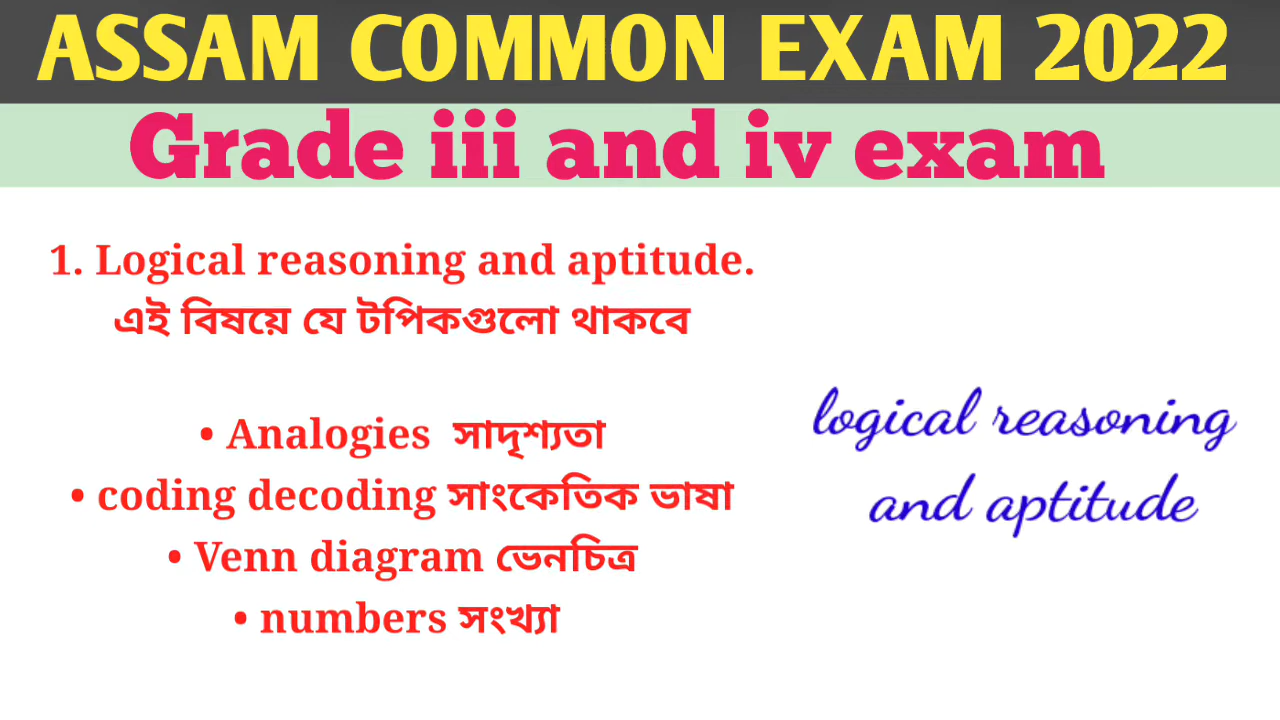 ASSAM COMMON EXAM 2022
Grade iii and iv exam
1. Logical reasoning and aptitude.
এই বিষয়ে যে টপিকগুলো থাকবে
• Analogies সাদৃশ্যতা
• coding decoding সাংকেতিক ভাষা
• Venn diagram ভেনচিত্র
• numbers সংখ্যা
logical reasoning
and aptitude